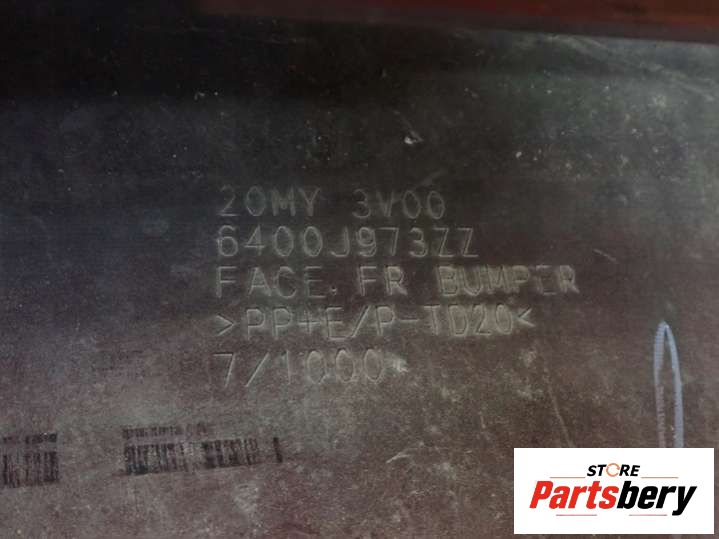 20MY 3V00
6400J973ZZ
FACE, FR BUMPER
>PP+E/P-TD20<
7/1000
STORE
Partsbery